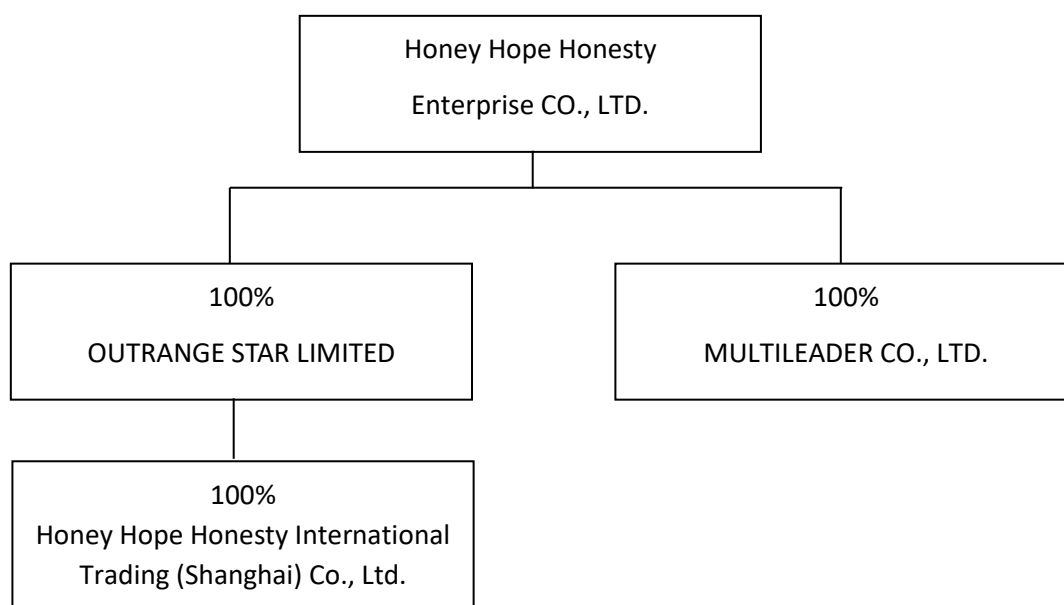 Honey Hope Honesty
Enterprise CO., LTD.
100%
OUTRANGE STAR LIMITED
100%
MULTILEADER CO., LTD.
100%
Honey Hope Honesty International
Trading (Shanghai) Co., Ltd.